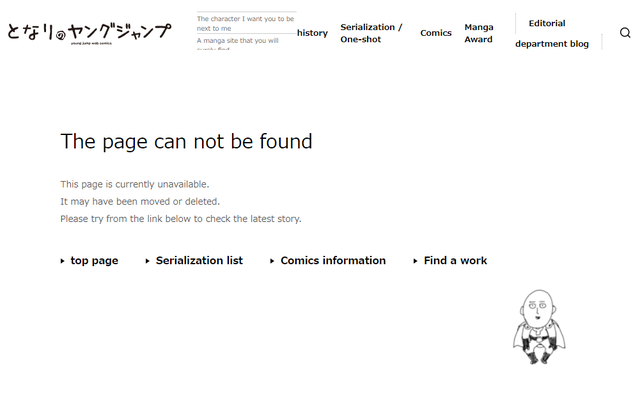 となりのヤングジャンプ
young jump web comics
The character I want you to be
next to me
A manga site that you will
surely find
history
Serialization /
One-shot
Comics
Manga
Award
Editorial
department blog
The page can not be found
This page is currently unavailable.
It may have been moved or deleted.
Please try from the link below to check the latest story.
top page
Serialization list
Comics information
Find a work